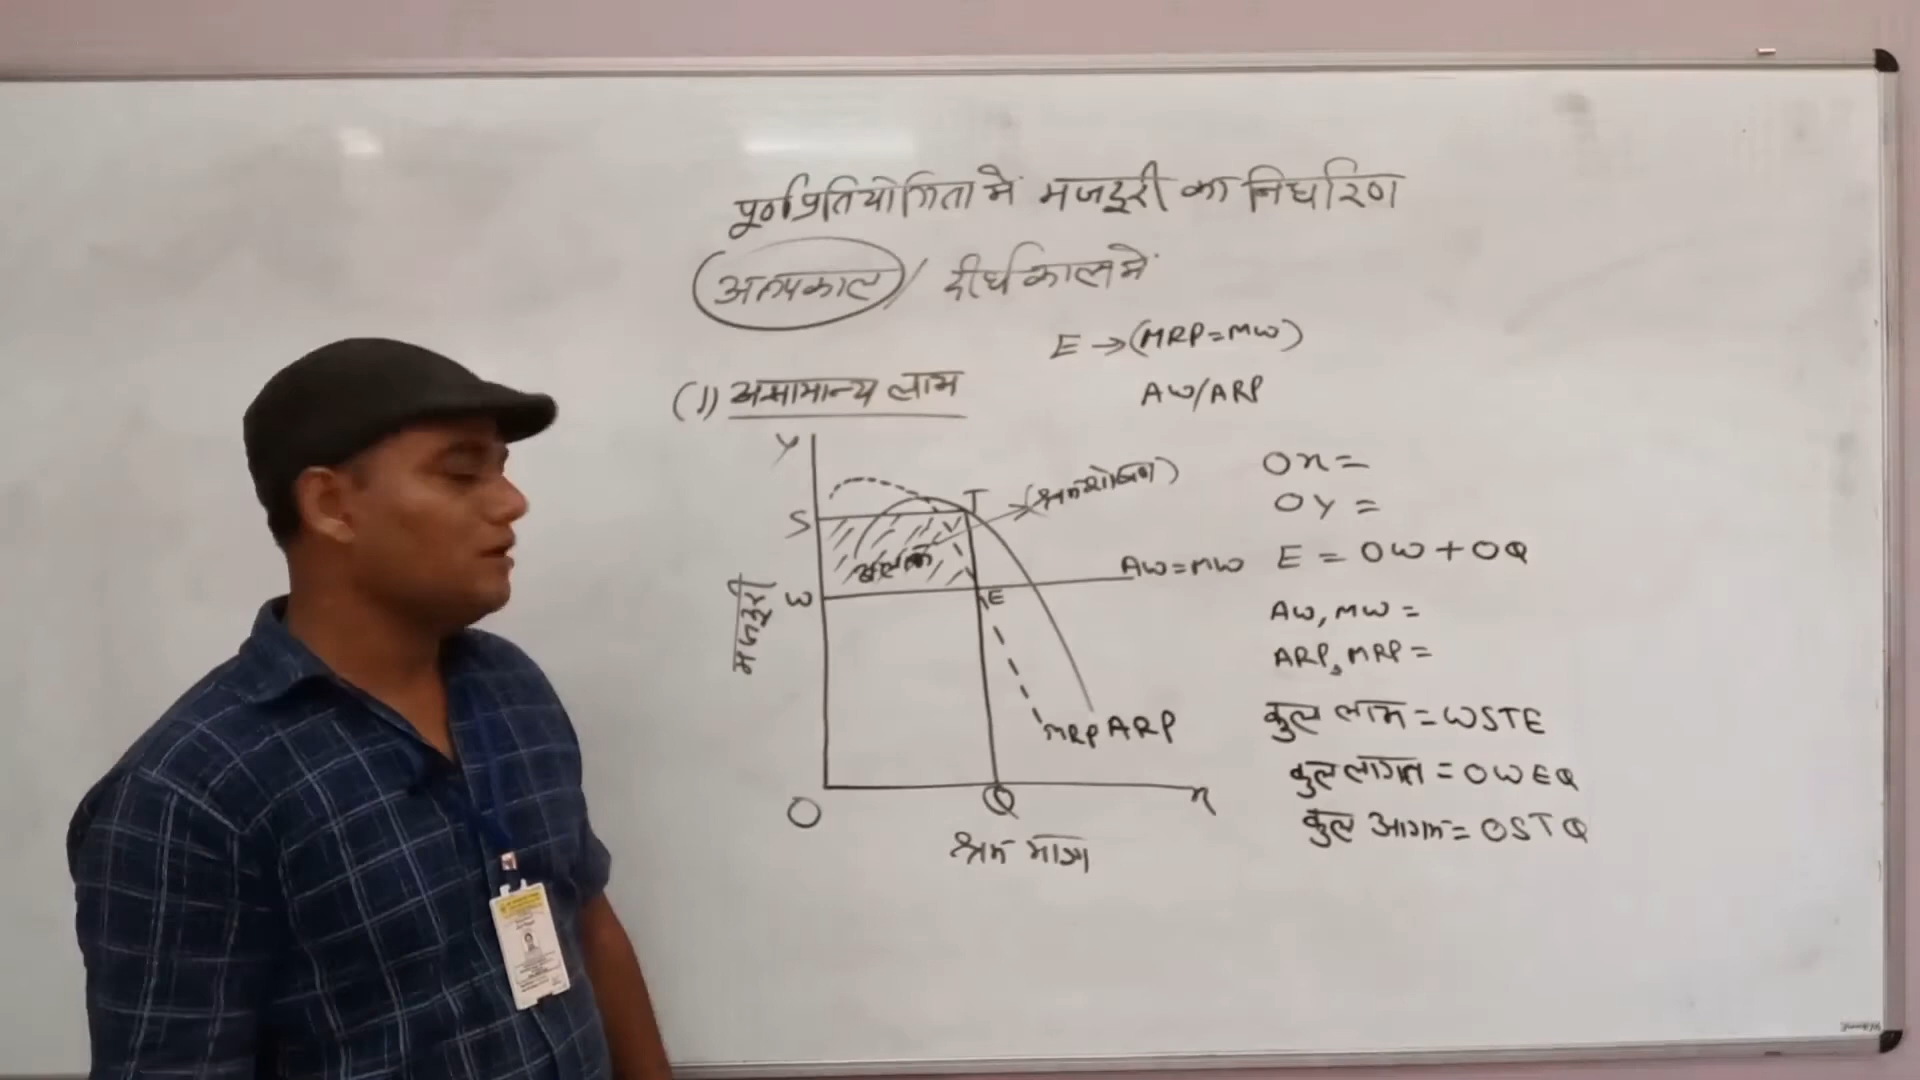 पूर्णप्रतियोगिता में मजदूरी का निर्धारण
अल्पकाल / दीर्घकाल में
E → (MRP = MW)
AW/ARP
(1) असामान्य लाभ
Y
S
T
(श्रम शोषण)
W
E
AW = MW
मजदूरी
MRP ARP
O
Q
x
श्रम मात्रा
Ox =
OY =
E = OW + OQ
AW, MW =
ARP, MRP =
कुल लाभ = WSTE
कुल लागत = OWEQ
कुल आगम = OSTQ